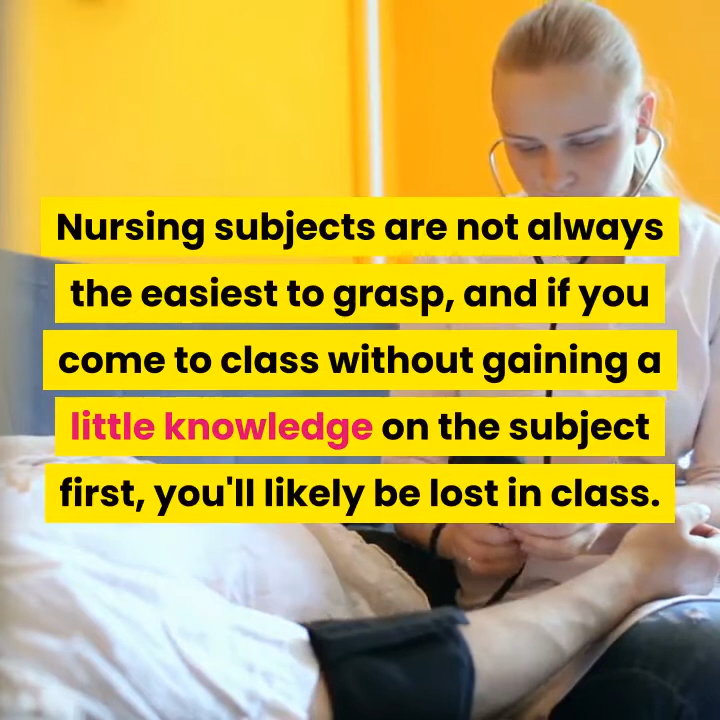 Nursing subjects are not always
the easiest to grasp, and if you
come to class without gaining a
little knowledge on the subject
first, you'll likely be lost in class.